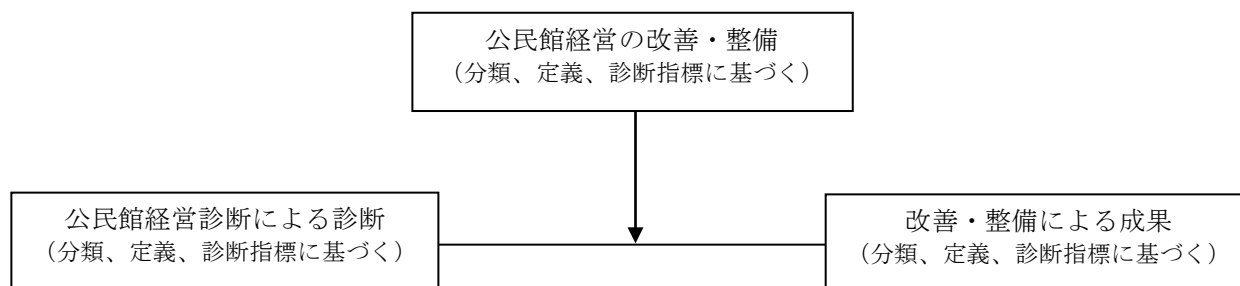 公民館経営の改善・整備
（分類、定義、診断指標に基づく）
公民館経営診断による診断
（分類、定義、診断指標に基づく）
改善・整備による成果
（分類、定義、診断指標に基づく）